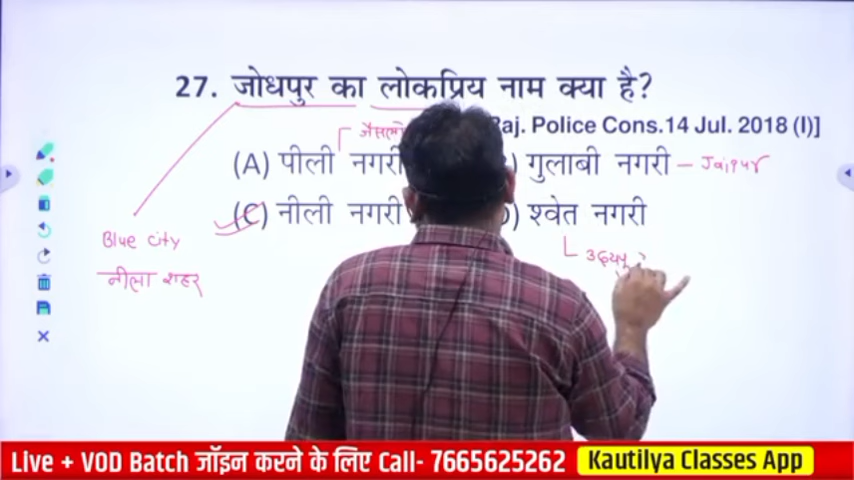 27. जोधपुर का लोकप्रिय नाम क्या है?
Raj. Police Cons.14 Jul. 2018 (I)]
(A) पीली नगरी
गुलाबी नगरी – Jaipur
(C) नीली नगरी
D) श्वेत नगरी
Blue city
नीला शहर
Live + VOD Batch जॉइन करने के लिए Call- 7665625262
Kautilya Classes App